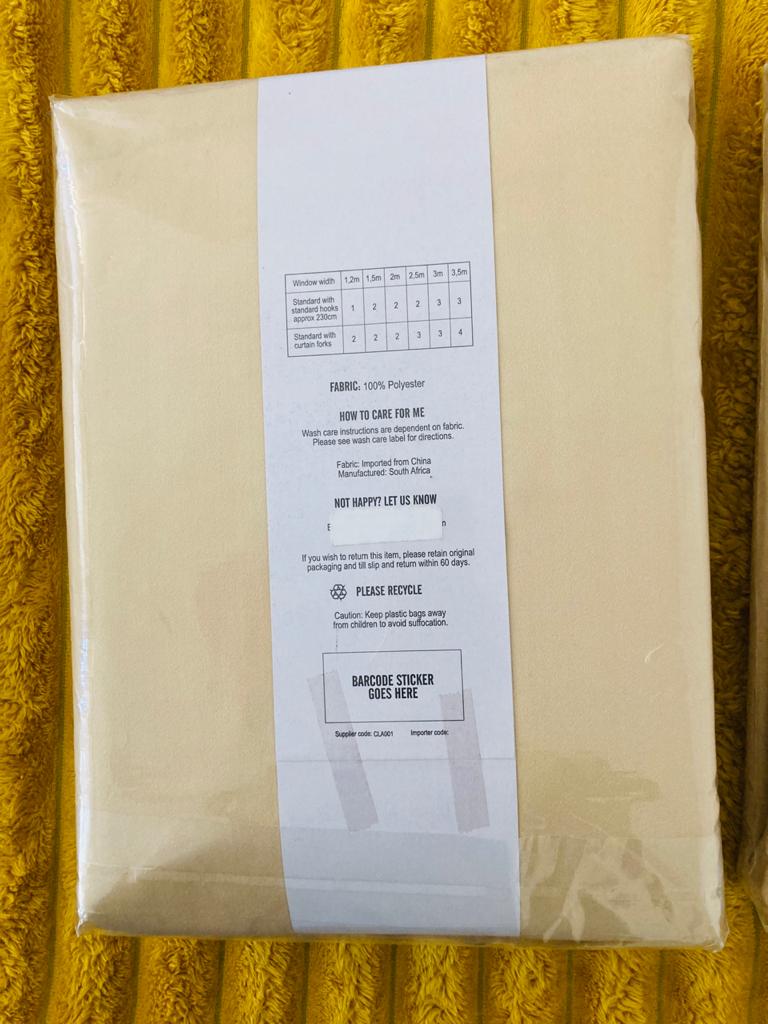 Window width 1,2m 1,5m 2m 2,5m 3m 3,5m
Standard with
standard hooks
approx 230cm
1 2 2 2 3 3
Standard with
curtain forks
2 2 2 3 3 4
FABRIC: 100% Polyester
HOW TO CARE FOR ME
Wash care instructions are dependent on fabric.
Please see wash care label for directions.
Fabric: Imported from China
Manufactured: South Africa
NOT HAPPY? LET US KNOW
If you wish to return this item, please retain original
packaging and till slip and return within 60 days.
PLEASE RECYCLE
Caution: Keep plastic bags away
from children to avoid suffocation.
BARCODE STICKER
GOES HERE
Supplier code: CLA001 Importer code: